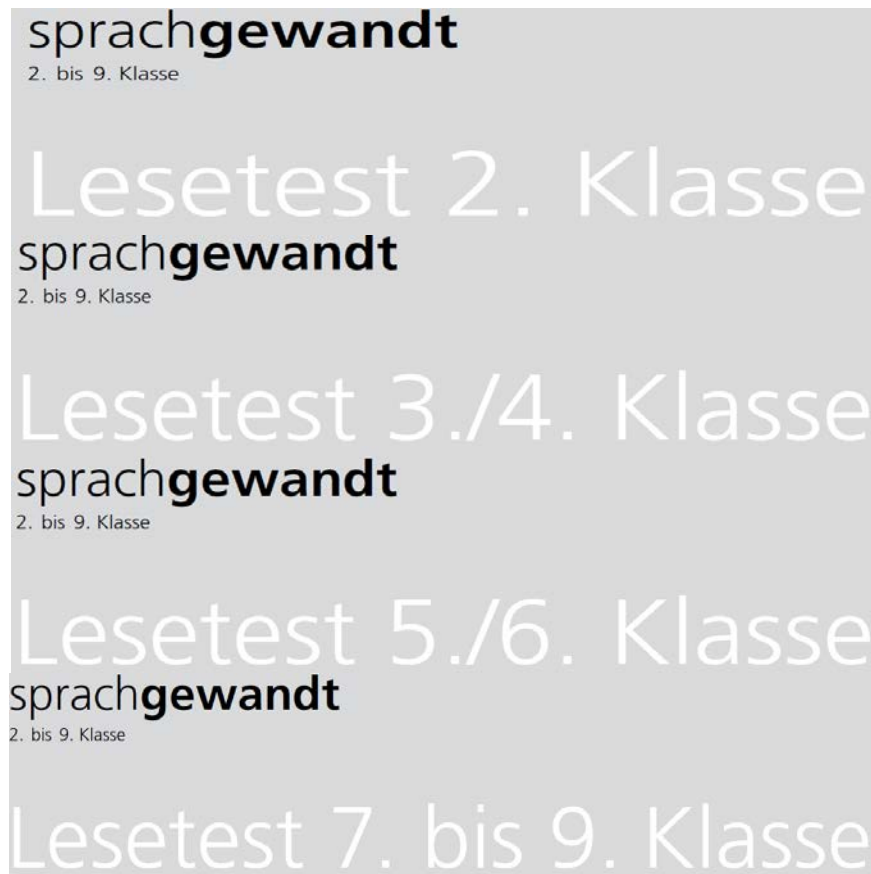 sprachgewandt
2. bis 9. Klasse
Lesetest 2. Klasse
sprachgewandt
2. bis 9. Klasse
Lesetest 3./4. Klasse
sprachgewandt
2. bis 9. Klasse
Lesetest 5./6. Klasse
sprachgewandt
2. bis 9. Klasse
Lesetest 7. bis 9. Klasse